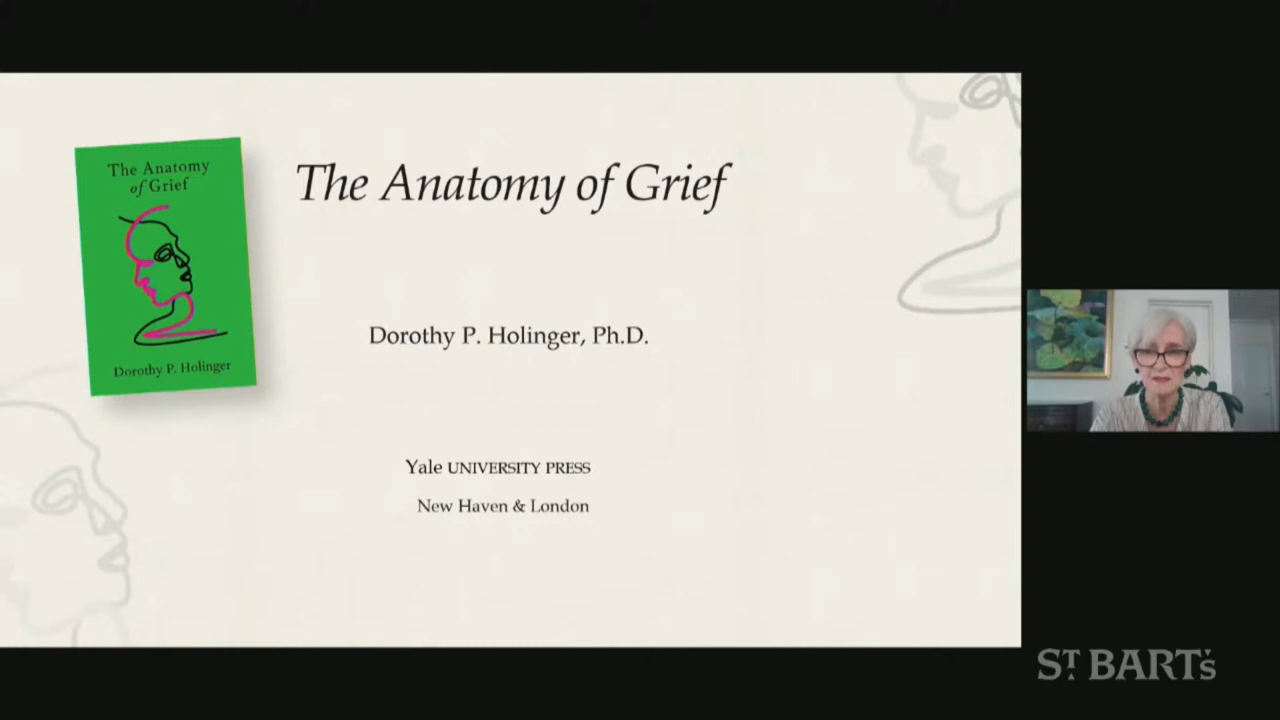 The Anatomy
of Grief
Dorothy P. Holinger
The Anatomy of Grief
Dorothy P. Holinger, Ph.D.
Yale UNIVERSITY PRESS
New Haven & London
ST BART'S